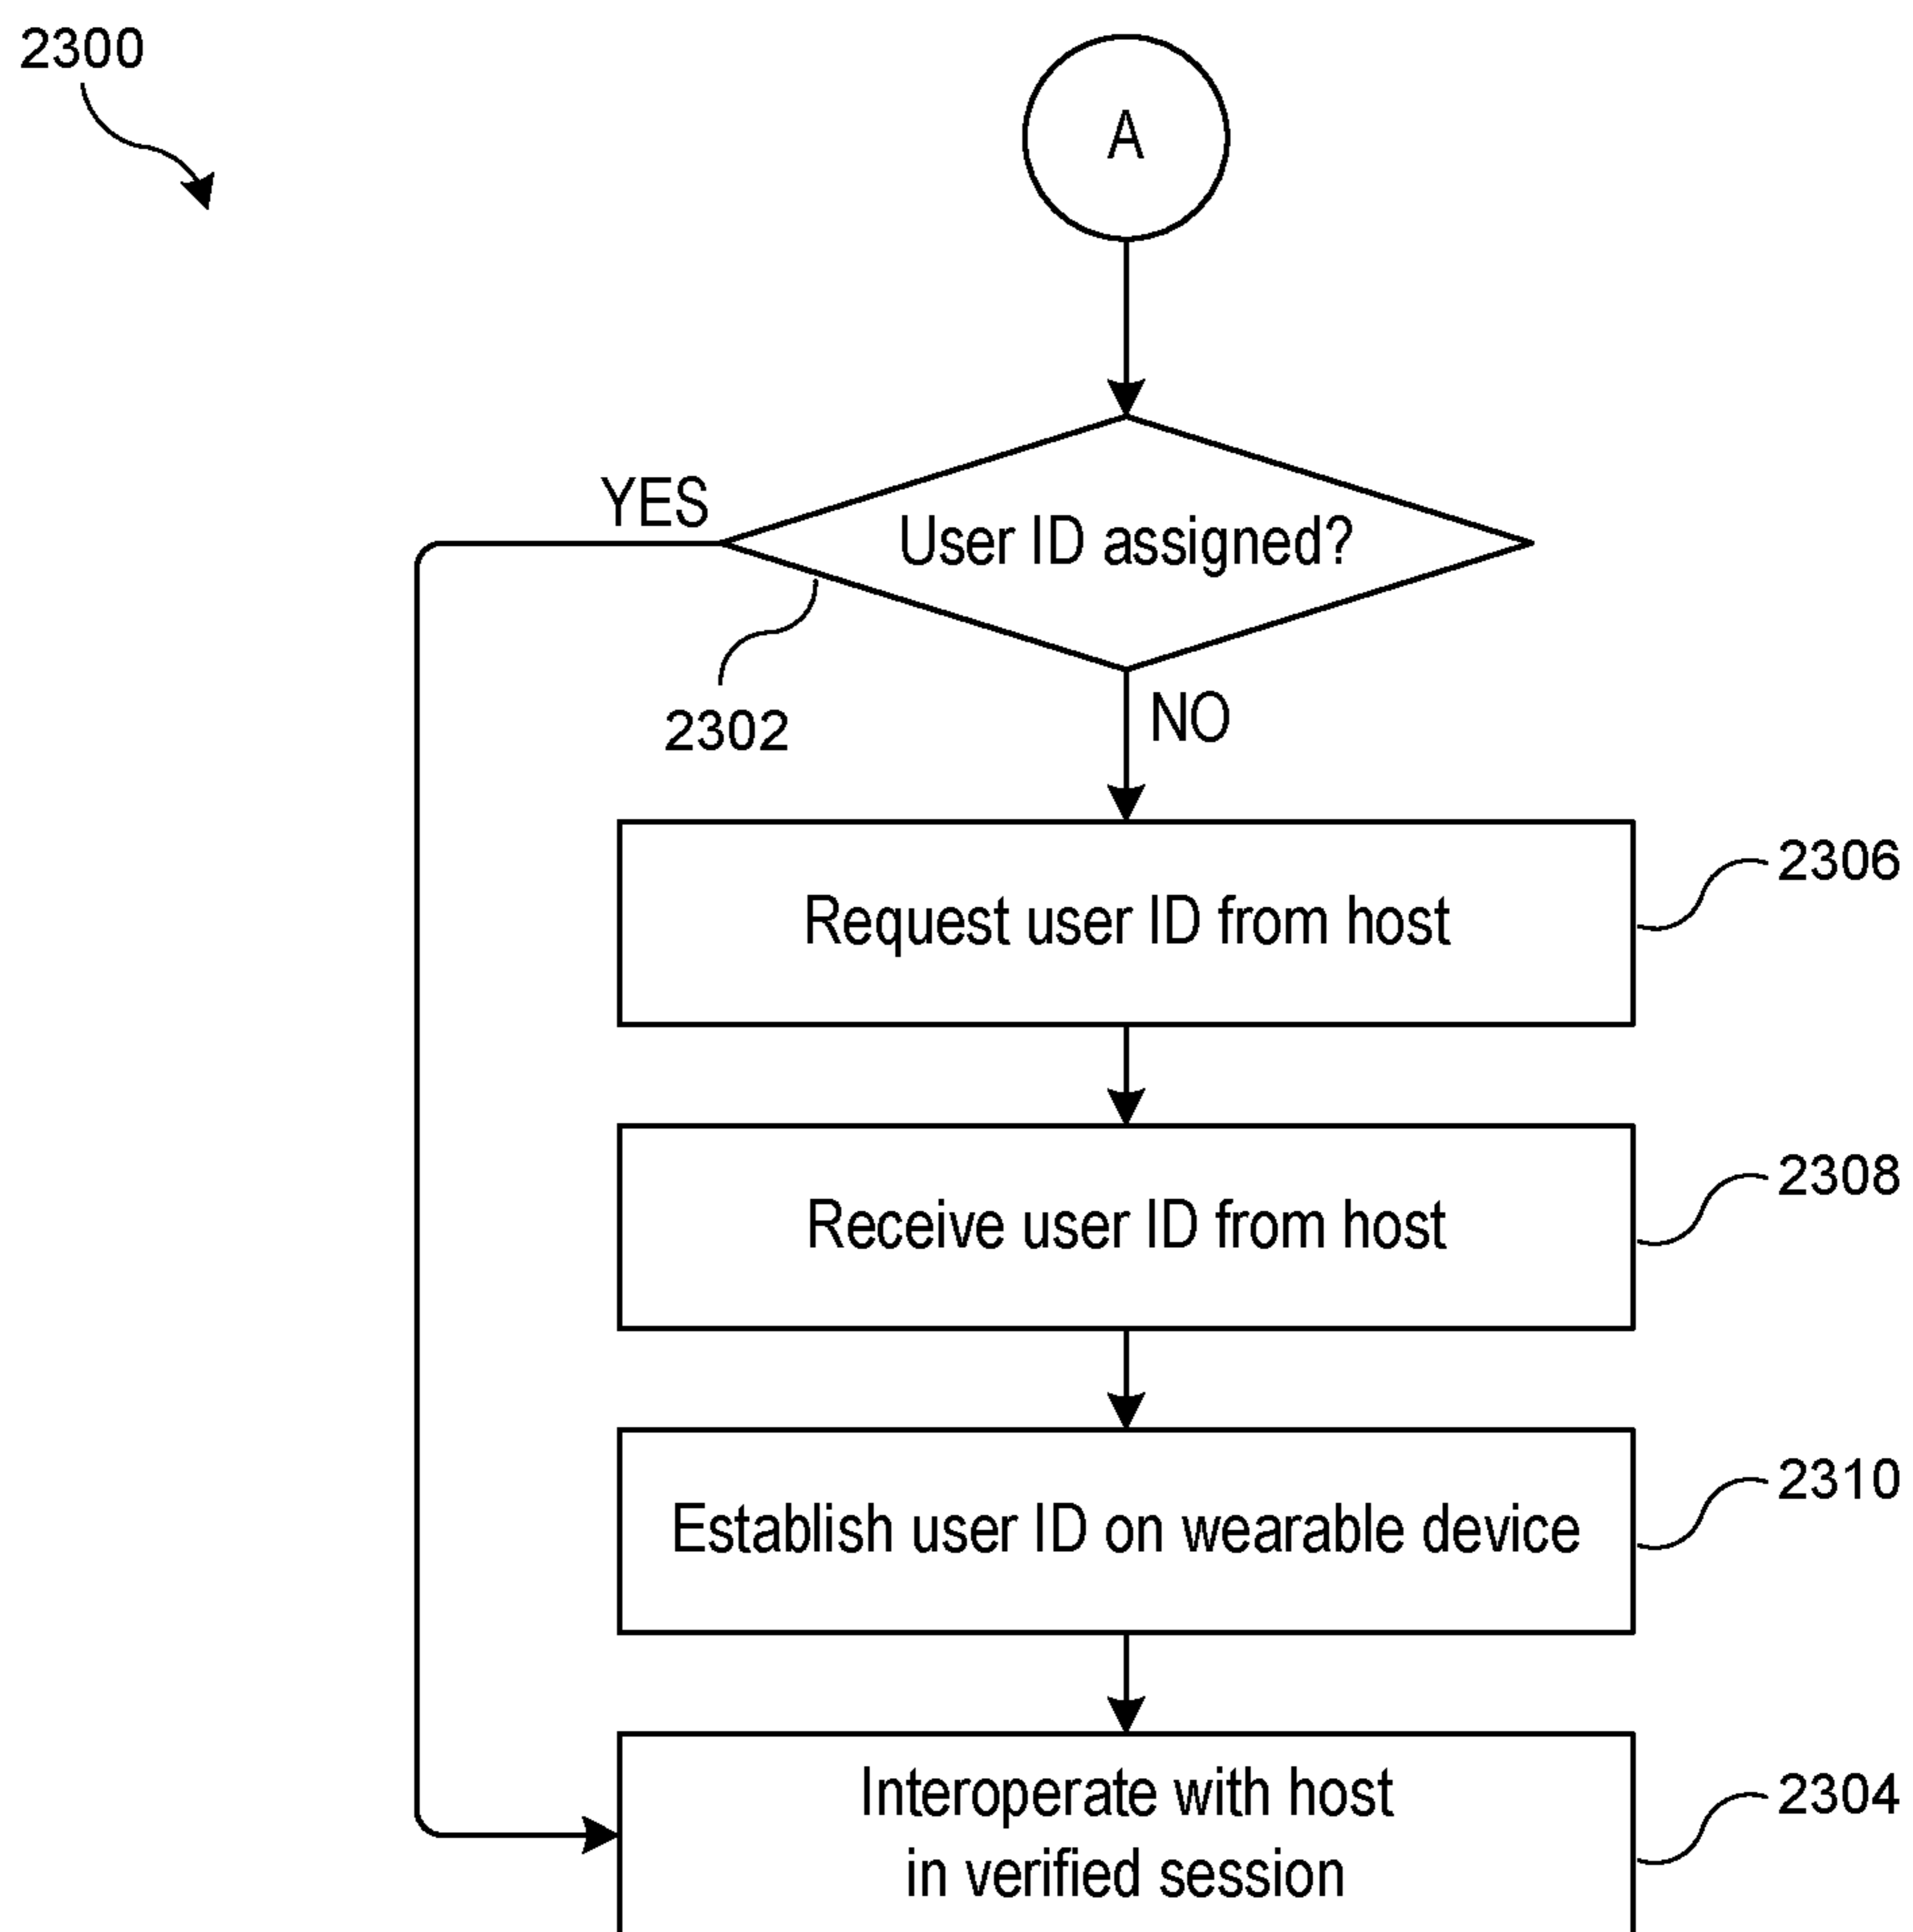 2300
A
YES
User ID assigned?
2302
NO
2306
Request user ID from host
2308
Receive user ID from host
2310
Establish user ID on wearable device
2304
Interoperate with host
in verified session